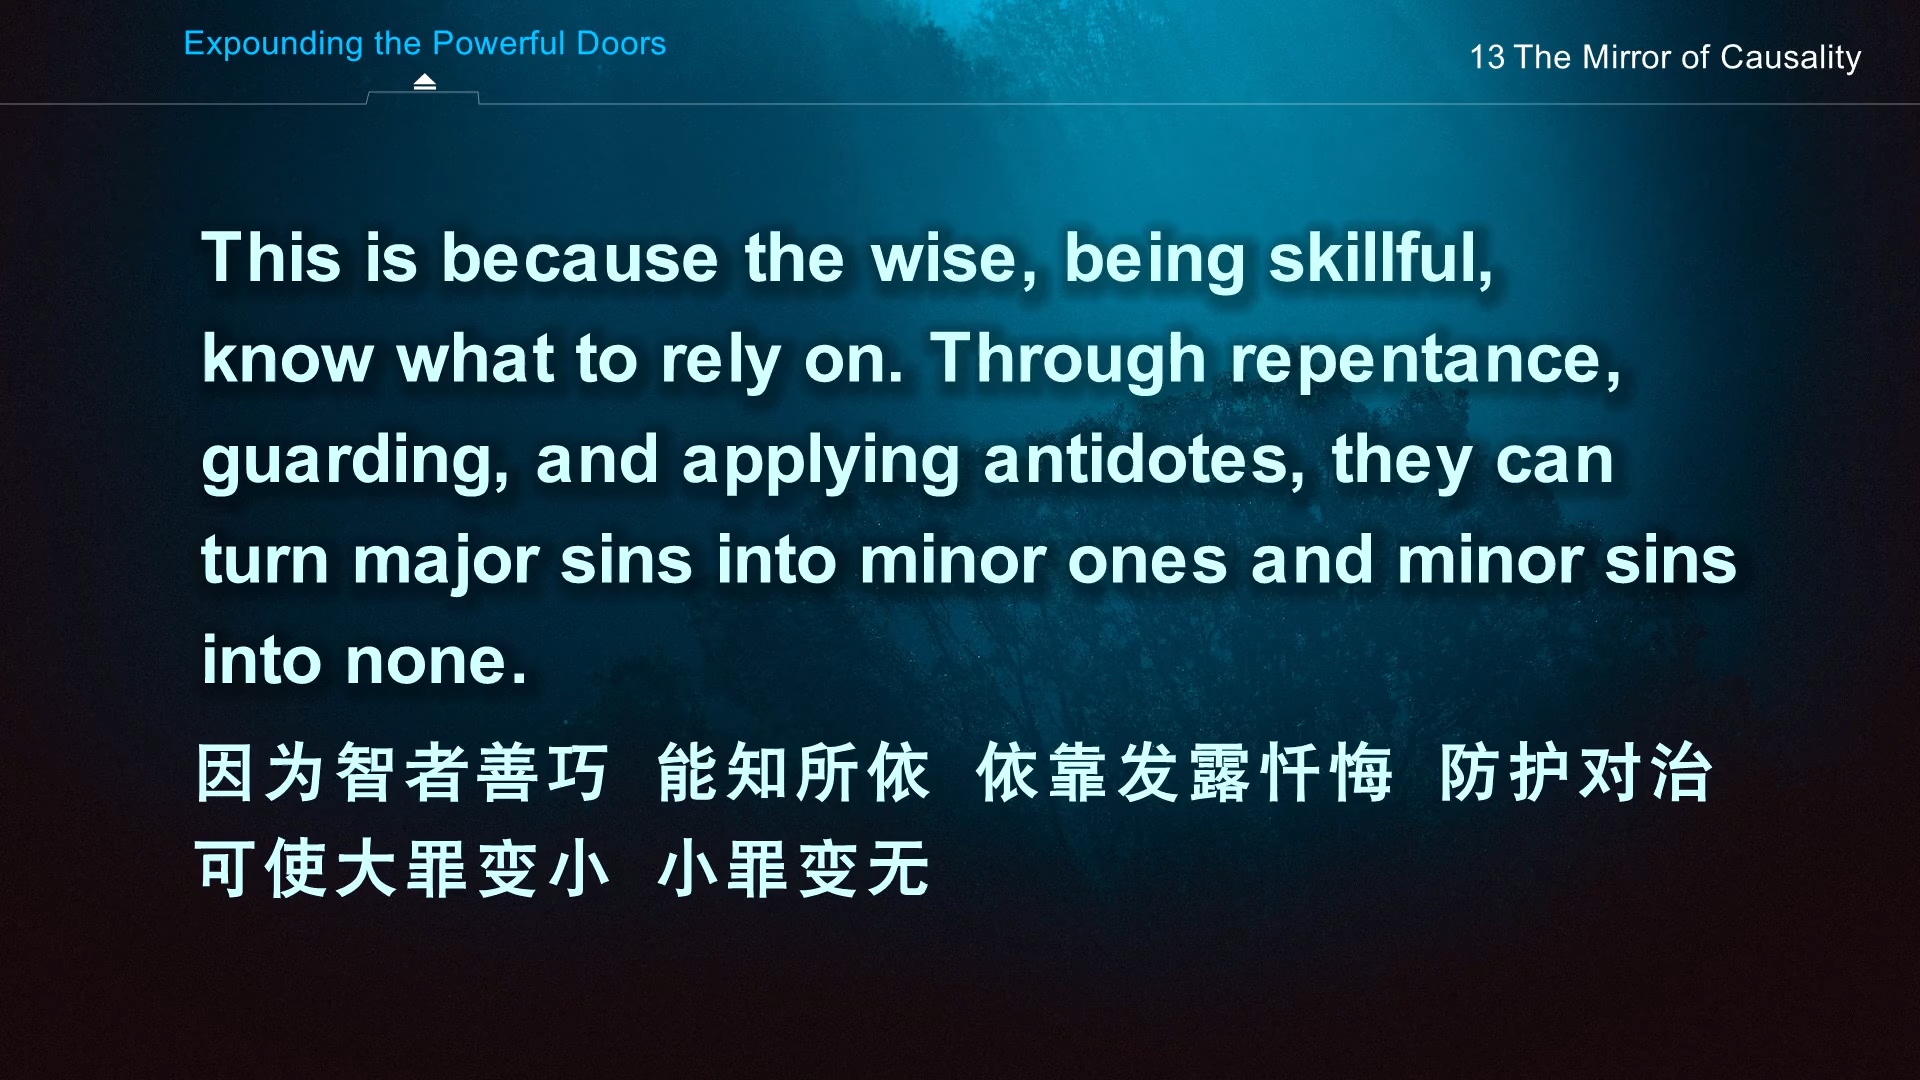 Expounding the Powerful Doors
13 The Mirror of Causality
This is because the wise, being skillful,
know what to rely on. Through repentance,
guarding, and applying antidotes, they can
turn major sins into minor ones and minor sins
into none.
因为智者善巧 能知所依 依靠发露忏悔 防护对治
可使大罪变小 小罪变无